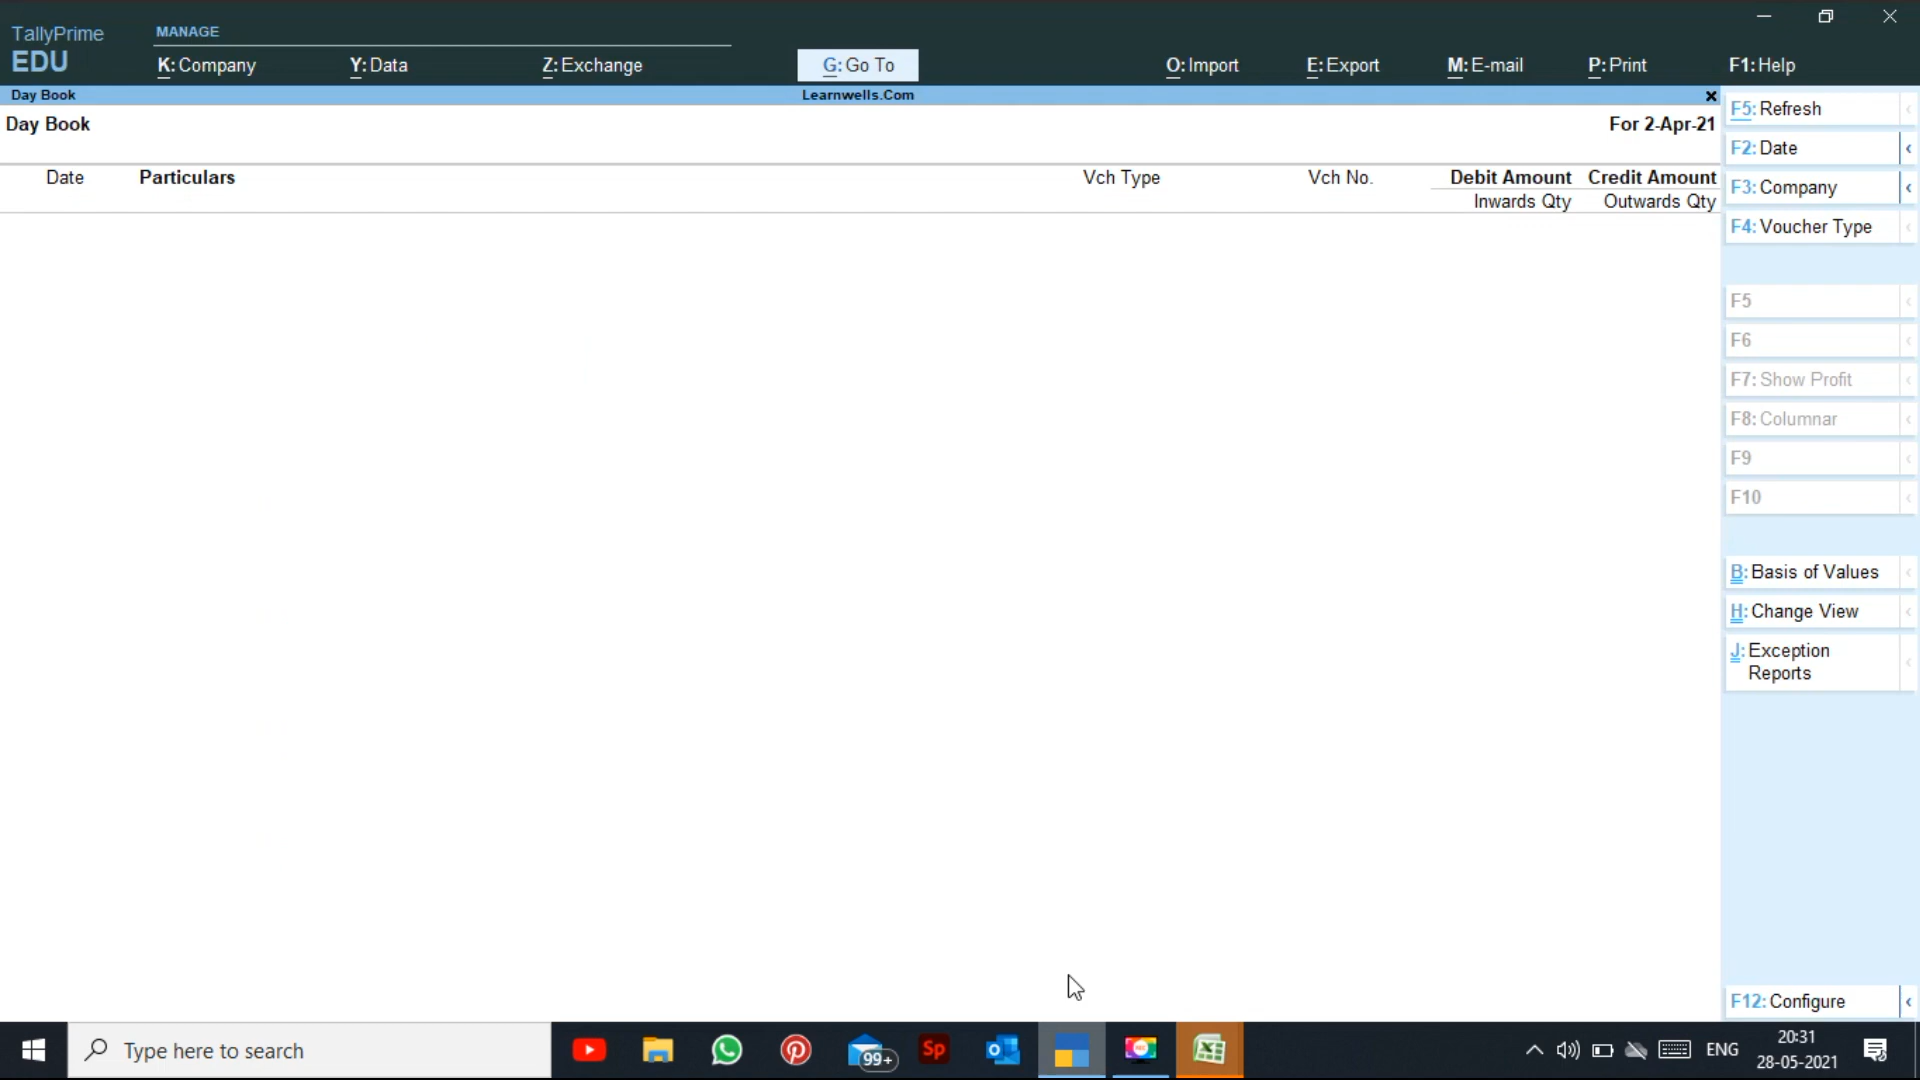 TallyPrime
EDU
MANAGE
K: Company
Y: Data
Z: Exchange
G: Go To
O: Import
E: Export
M: E-mail
P: Print
F1: Help
Day Book
Learnwells.Com
Day Book
For 2-Apr-21
Date
Particulars
Vch Type
Vch No.
Debit Amount
Credit Amount
Inwards Qty
Outwards Qty
F5: Refresh
F2: Date
F3: Company
F4: Voucher Type
F5
F6
F7: Show Profit
F8: Columnar
F9
F10
B: Basis of Values
H: Change View
J: Exception
Reports
F12: Configure
Type here to search
99+
Sp
ENG
20:31
28-05-2021